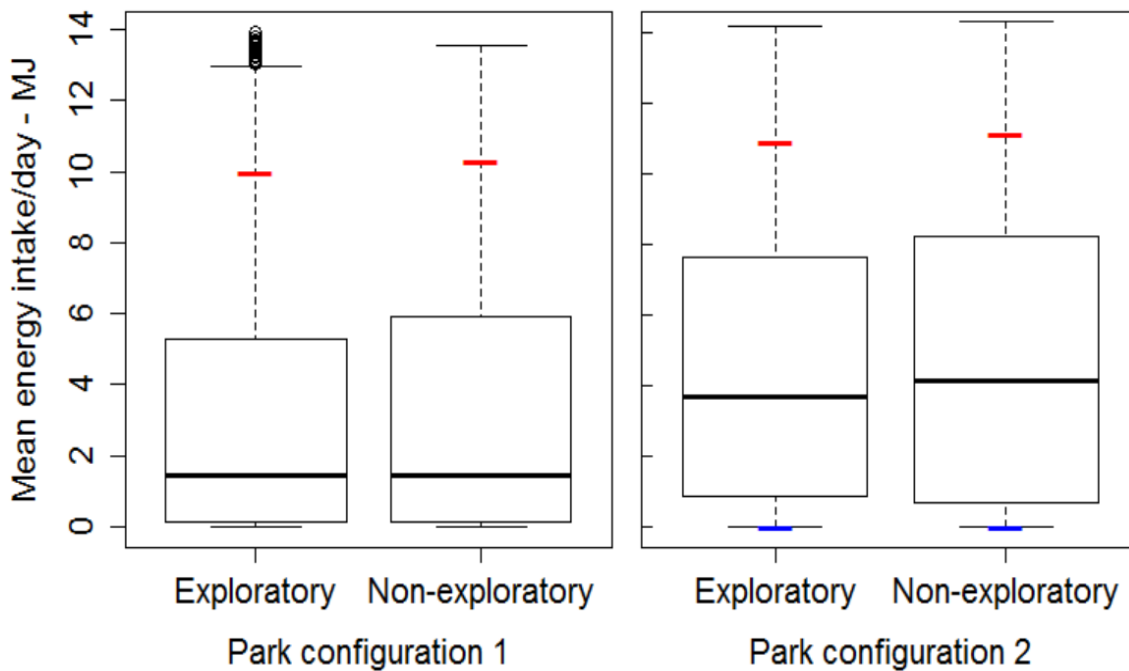 Mean energy intake/day - MJ
14
12
10
8
6
4
2
0
Exploratory Non-exploratory Exploratory Non-exploratory
Park configuration 1 Park configuration 2